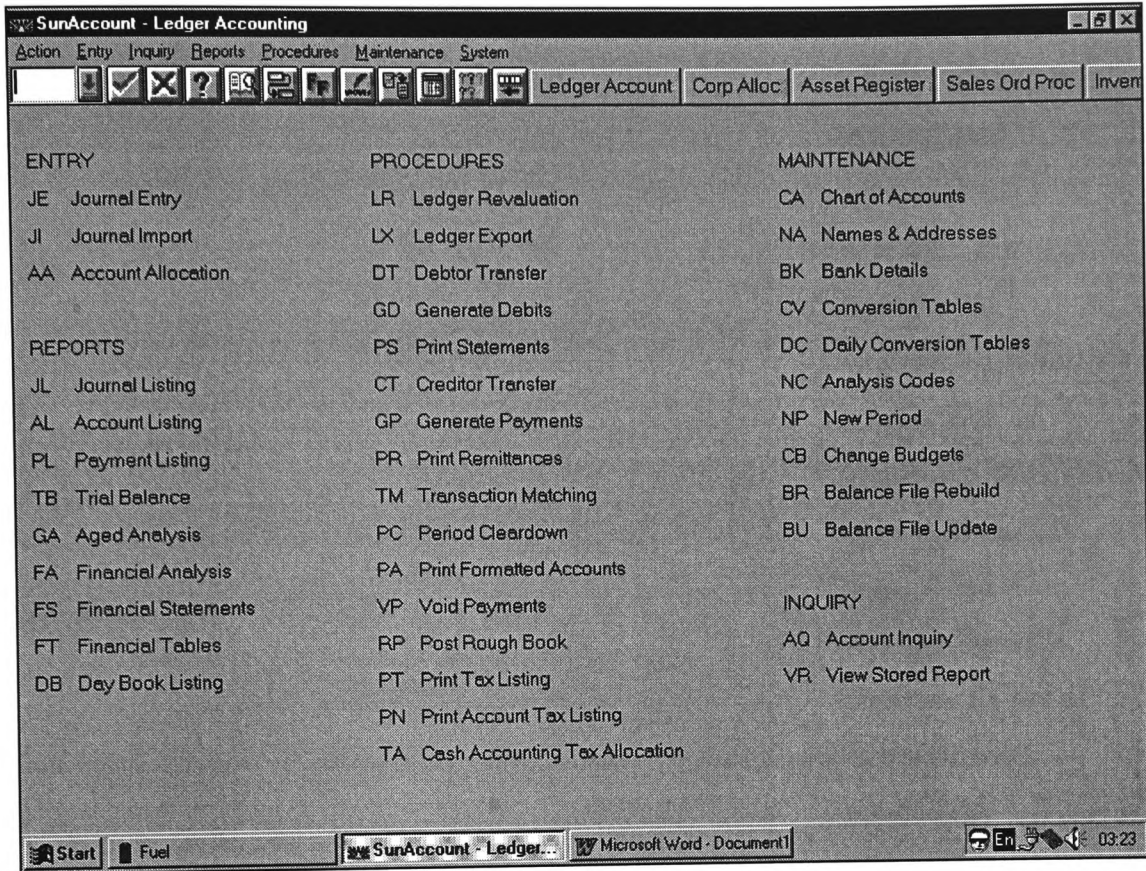 SunAccount - Ledger Accounting
Action Entry Inquiry Reports Procedures Maintenance System
Ledger Account Corp Alloc Asset Register Sales Ord Proc Inven
ENTRY
JE Journal Entry
JI Journal Import
AA Account Allocation
REPORTS
JL Journal Listing
AL Account Listing
PL Payment Listing
TB Trial Balance
GA Aged Analysis
FA Financial Analysis
FS Financial Statements
FT Financial Tables
DB Day Book Listing
PROCEDURES
LR Ledger Revaluation
LX Ledger Export
DT Debtor Transfer
GD Generate Debits
PS Print Statements
CT Creditor Transfer
GP Generate Payments
PR Print Remittances
TM Transaction Matching
PC Period Cleardown
PA Print Formatted Accounts
VP Void Payments
RP Post Rough Book
PT Print Tax Listing
PN Print Account Tax Listing
TA Cash Accounting Tax Allocation
MAINTENANCE
CA Chart of Accounts
NA Names & Addresses
BK Bank Details
CV Conversion Tables
DC Daily Conversion Tables
NC Analysis Codes
NP New Period
CB Change Budgets
BR Balance File Rebuild
BU Balance File Update
INQUIRY
AQ Account Inquiry
VR View Stored Report
Start Fuel SunAccount - Ledger... Microsoft Word - Document1 En 03:23